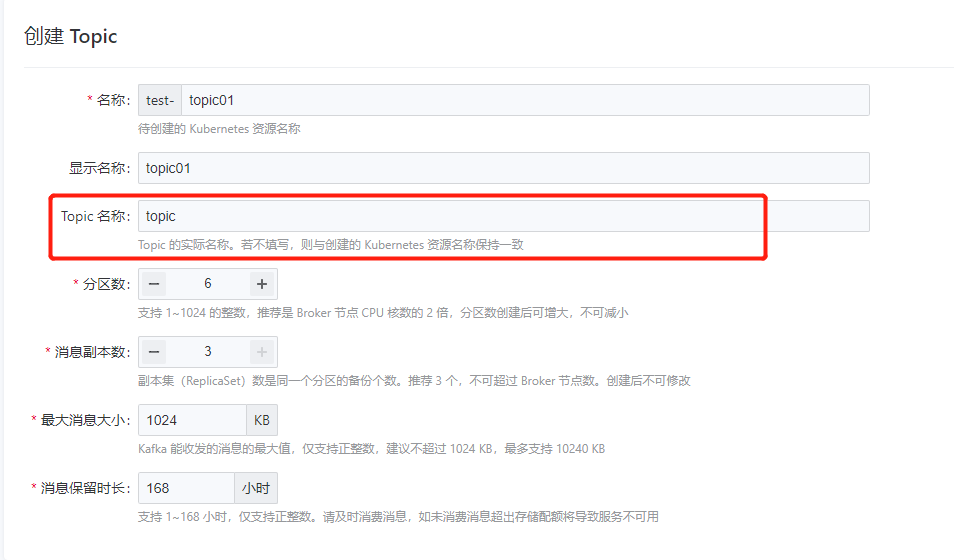 创建 Topic
* 名称: test- topic01
待创建的 Kubernetes 资源名称
显示名称: topic01
Topic 名称: topic
Topic 的实际名称。若不填写，则与创建的 Kubernetes 资源名称保持一致
* 分区数: − 6 +
支持 1~1024 的整数，推荐是 Broker 节点 CPU 核数的 2 倍，分区数创建后可增大，不可减小
* 消息副本数: − 3 +
副本集（ReplicaSet）数是同一个分区的备份个数。推荐 3 个，不可超过 Broker 节点数。创建后不可修改
* 最大消息大小: 1024 KB
Kafka 能收发的消息的最大值，仅支持正整数，建议不超过 1024 KB，最多支持 10240 KB
* 消息保留时长: 168 小时
支持 1~168 小时，仅支持正整数。请及时消费消息，如未消费消息超出存储配额将导致服务不可用